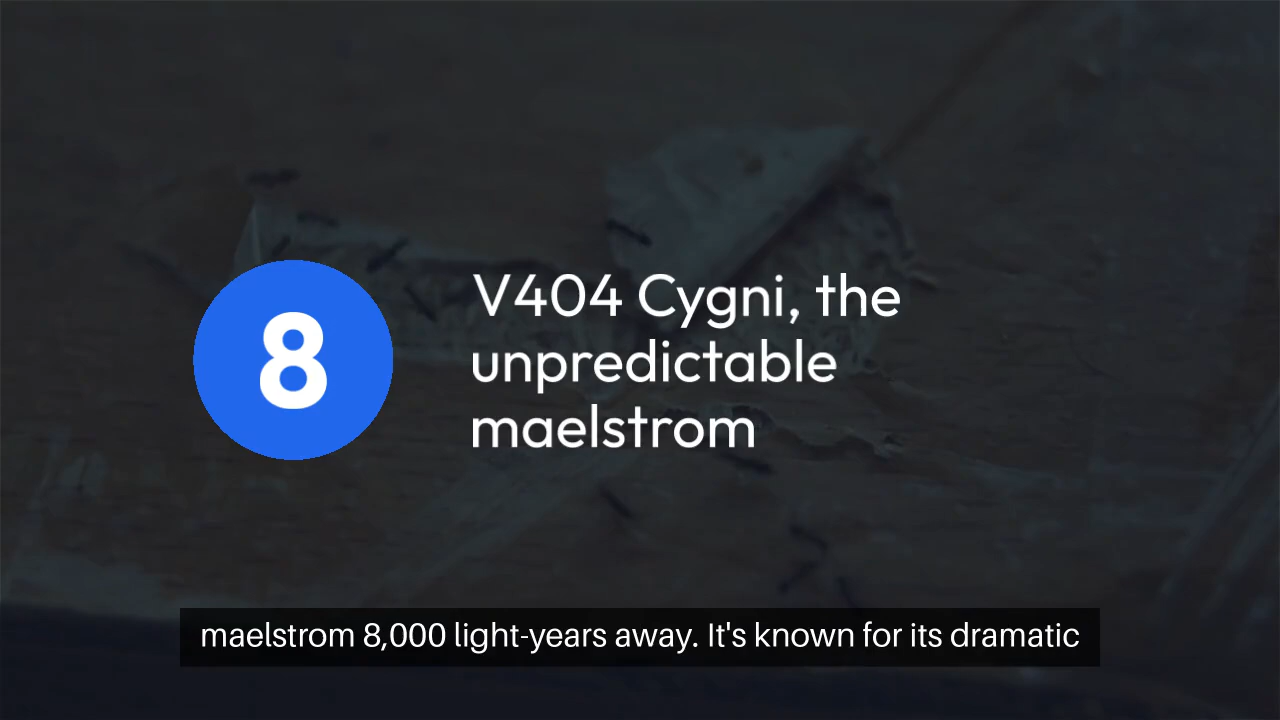 8
V404 Cygni, the
unpredictable
maelstrom
maelstrom 8,000 light-years away. It's known for its dramatic